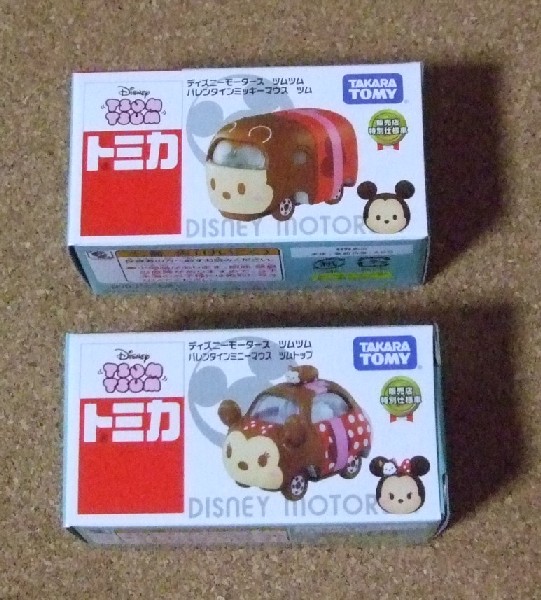 Disney
TSUM
TSUM
トミカ
ディズニーモータース ツムツム
バレンタインミッキーマウス ツム
TAKARA
TOMY
販売店
特別仕様車
DISNEY MOTOR
Disney
TSUM
TSUM
トミカ
ディズニーモータース ツムツム
バレンタインミニーマウス ツムトップ
TAKARA
TOMY
販売店
特別仕様車
DISNEY MOTOR